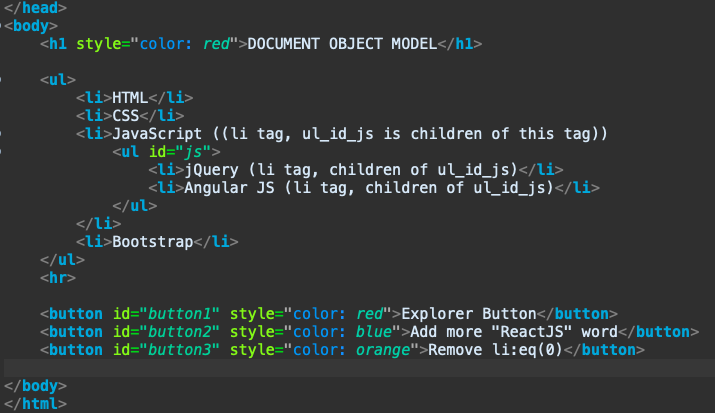 </head>
<body>
    <h1 style="color: red">DOCUMENT OBJECT MODEL</h1>

    <ul>
        <li>HTML</li>
        <li>CSS</li>
        <li>JavaScript ((li tag, ul_id_js is children of this tag))
            <ul id="js">
                <li>jQuery (li tag, children of ul_id_js)</li>
                <li>Angular JS (li tag, children of ul_id_js)</li>
            </ul>
        </li>
        <li>Bootstrap</li>
    </ul>
    <hr>

    <button id="button1" style="color: red">Explorer Button</button>
    <button id="button2" style="color: blue">Add more "ReactJS" word</button>
    <button id="button3" style="color: orange">Remove li:eq(0)</button>

</body>
</html>